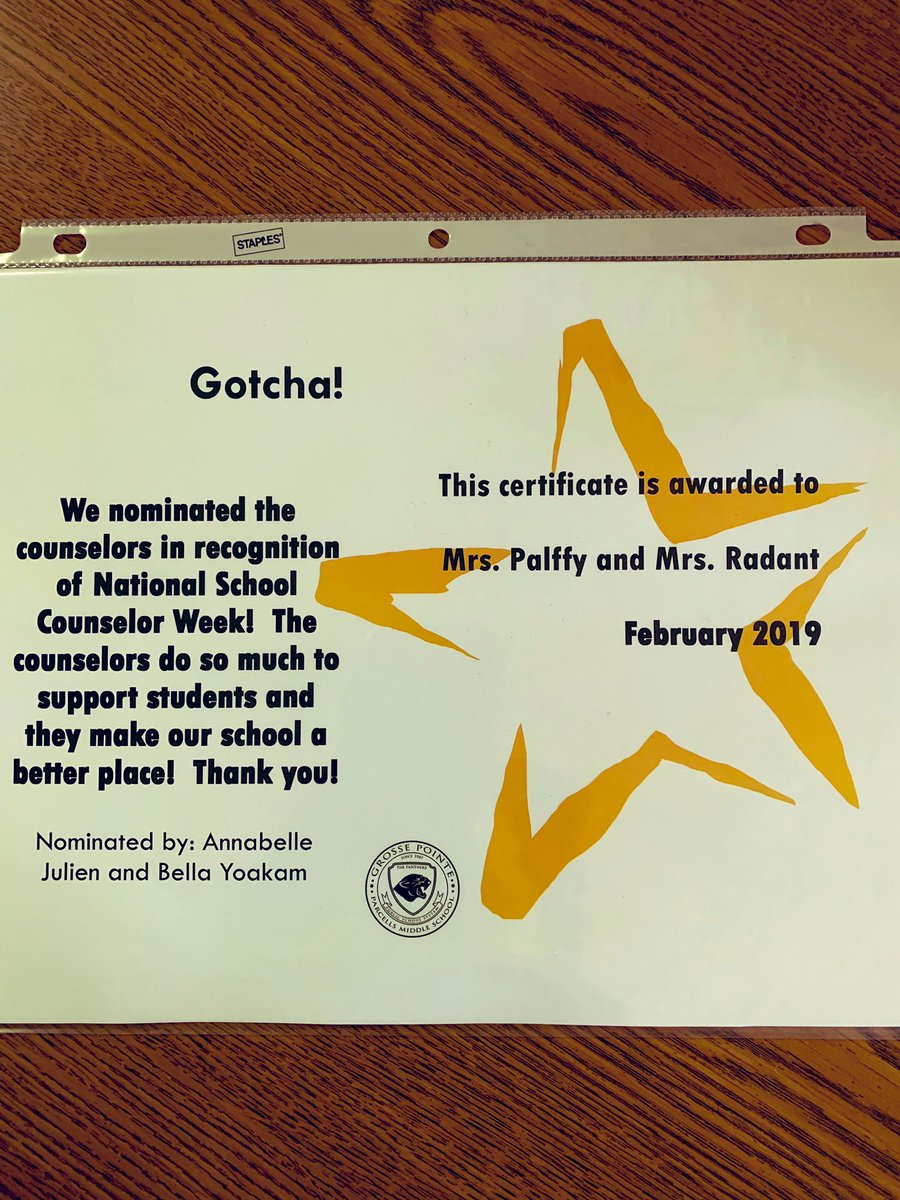 STAPLES
Gotcha!
We nominated the
counselors in recognition
of National School
Counselor Week!  The
counselors do so much to
support students and
they make our school a
better place!  Thank you!
Nominated by: Annabelle
Julien and Bella Yoakam
This certificate is awarded to
Mrs. Palffy and Mrs. Radant
February 2019
GROSSE POINTE
THE PANTHERS
PARCELLS MIDDLE SCHOOL